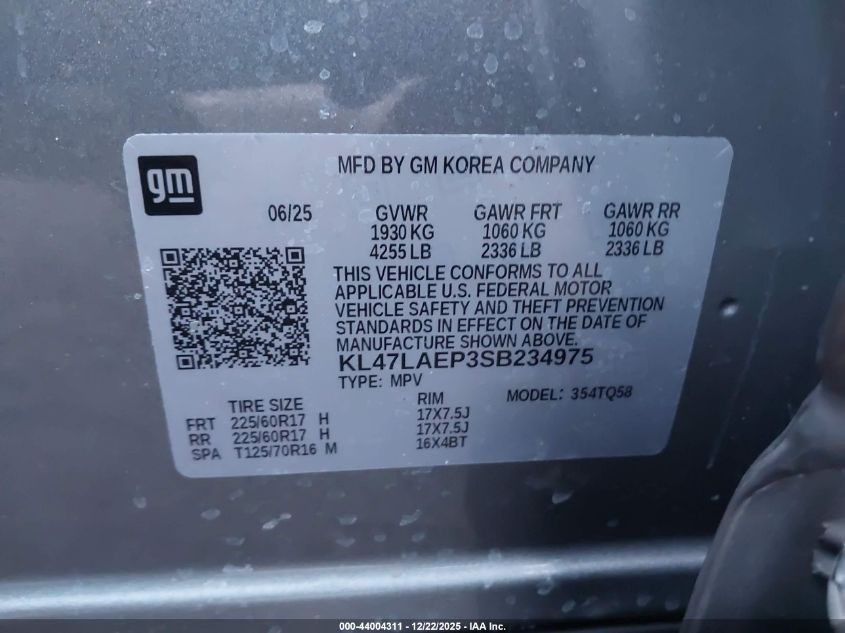 gm
MFD BY GM KOREA COMPANY
06/25 GVWR GAWR FRT GAWR RR
1930 KG 1060 KG 1060 KG
4255 LB 2336 LB 2336 LB
THIS VEHICLE CONFORMS TO ALL
APPLICABLE U.S. FEDERAL MOTOR
VEHICLE SAFETY AND THEFT PREVENTION
STANDARDS IN EFFECT ON THE DATE OF
MANUFACTURE SHOWN ABOVE.
KL47LAEP3SB234975
TYPE: MPV MODEL: 354TQ58
TIRE SIZE RIM
FRT 225/60R17 H 17X7.5J
RR 225/60R17 H 17X7.5J
SPA T125/70R16 M 16X4BT
000-44004311 - 12/22/2025 - IAA Inc.